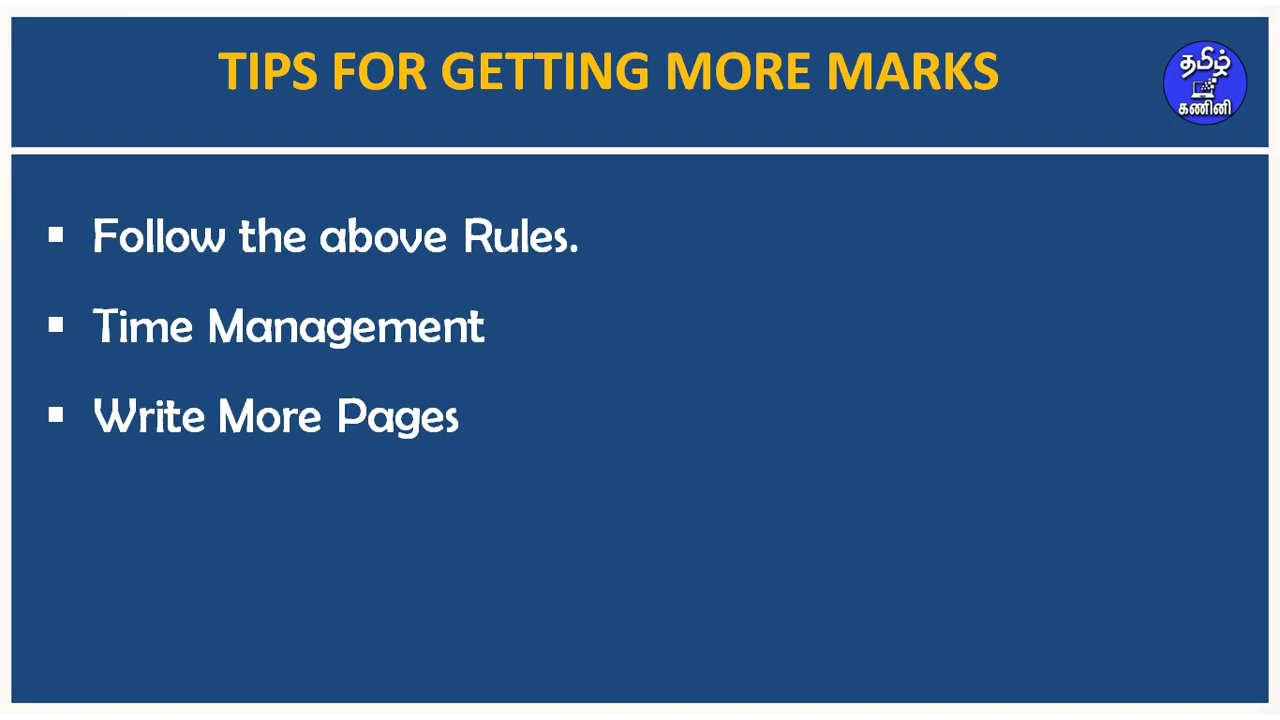 TIPS FOR GETTING MORE MARKS
தமிழ்
கணினி
▪ Follow the above Rules.
▪ Time Management
▪ Write More Pages